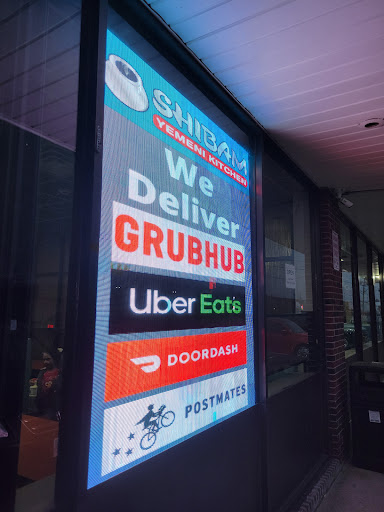 SHIBAM
YEMENI KITCHEN
We
Deliver
GRUBHUB
Uber Eats
DOORDASH
POSTMATES